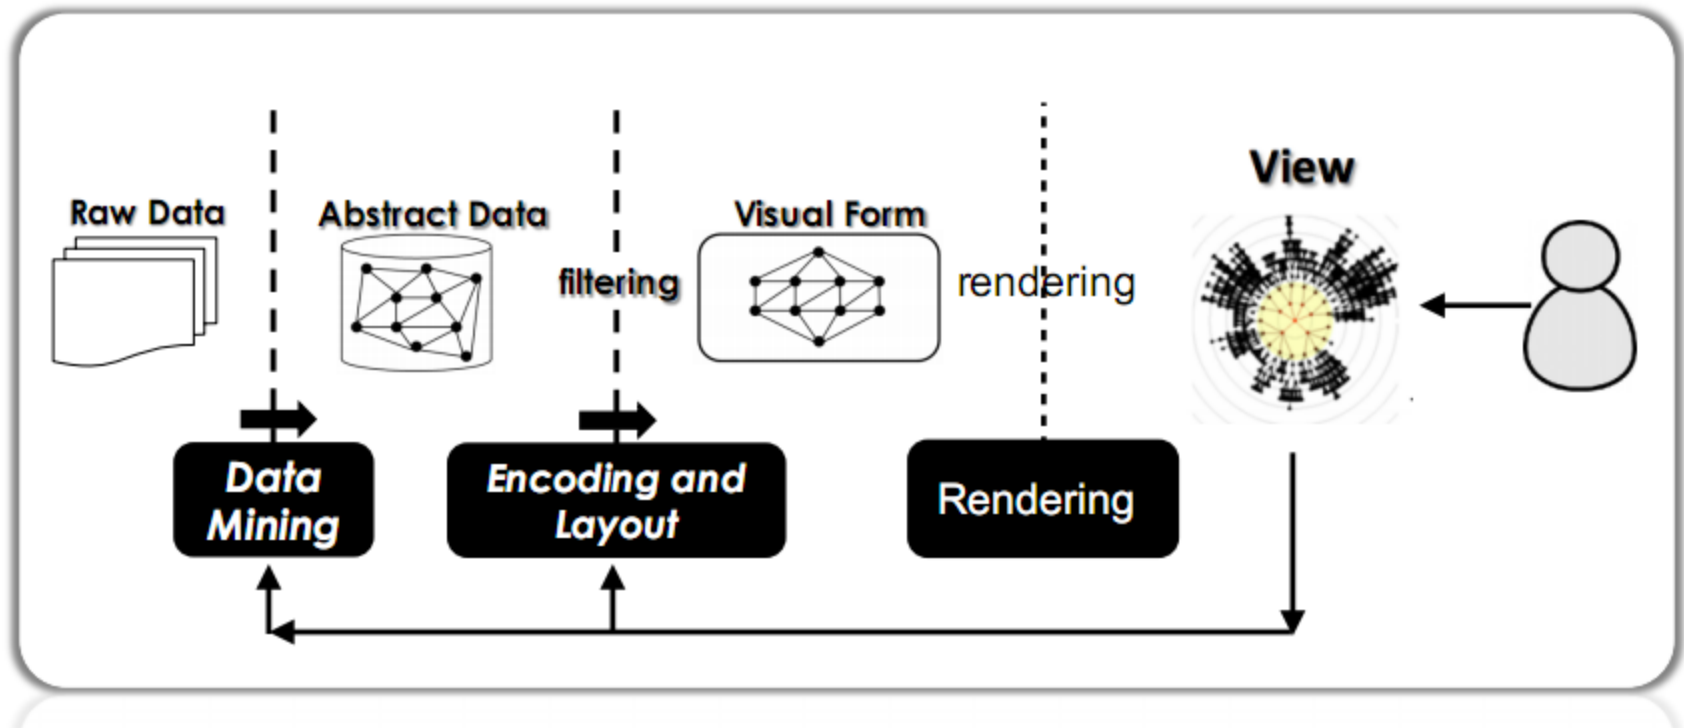 View
Raw Data
Abstract Data
Visual Form
filtering
rendering
Data
Mining
Encoding and
Layout
Rendering